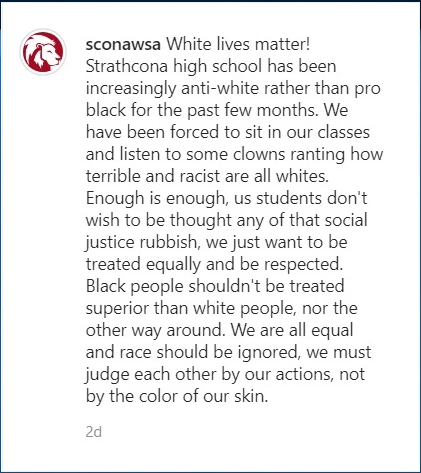 sconawsa White lives matter!
Strathcona high school has been
increasingly anti-white rather than pro
black for the past few months. We
have been forced to sit in our classes
and listen to some clowns ranting how
terrible and racist are all whites.
Enough is enough, us students don't
wish to be thought any of that social
justice rubbish, we just want to be
treated equally and be respected.
Black people shouldn't be treated
superior than white people, nor the
other way around. We are all equal
and race should be ignored, we must
judge each other by our actions, not
by the color of our skin.
2d